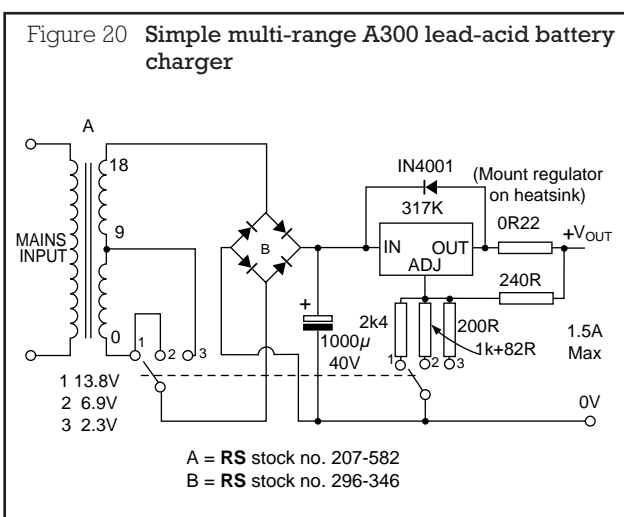 Figure 20 Simple multi-range A300 lead-acid battery
charger
A
18
9
0
MAINS
INPUT
1
2
3
1 13.8V
2 6.9V
3 2.3V
B
+
1000µ
40V
IN4001
317K
(Mount regulator
on heatsink)
IN
OUT
ADJ
0R22
+VOUT
240R
2k4
200R
1k+82R
1
2
3
1.5A
Max
0V
A = RS stock no. 207-582
B = RS stock no. 296-346